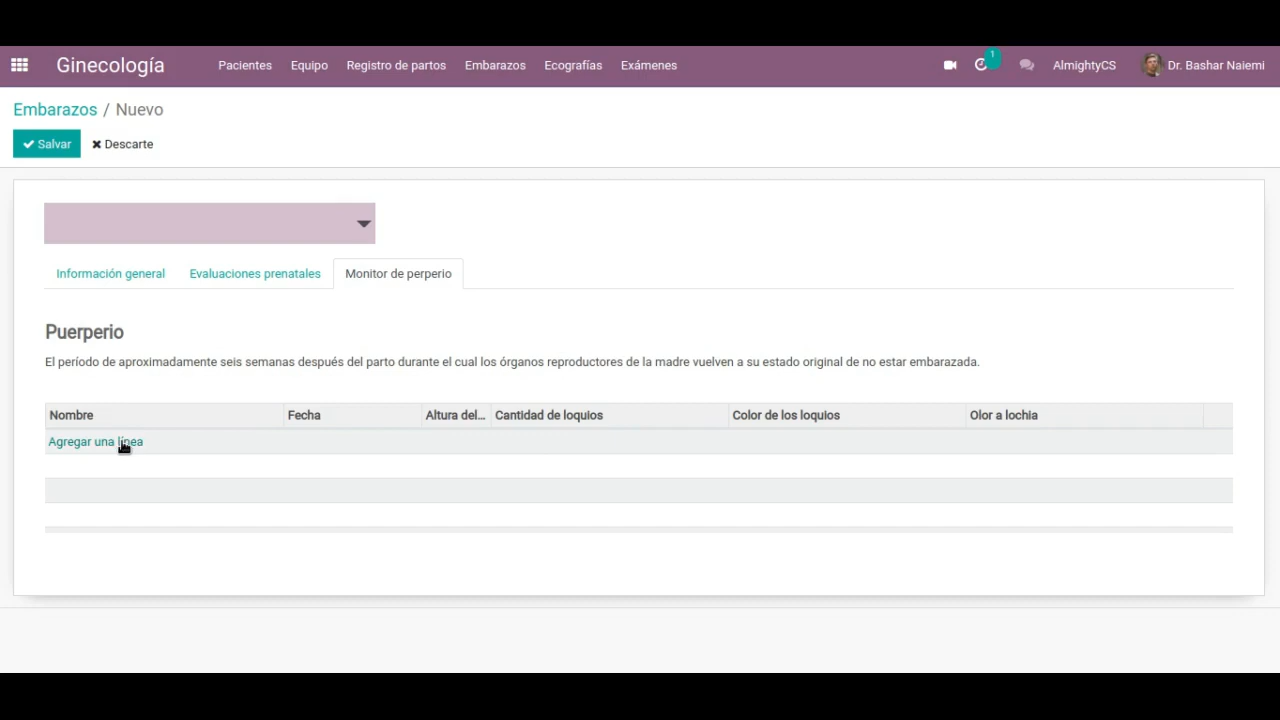 Ginecología Pacientes Equipo Registro de partos Embarazos Ecografías Exámenes 1 AlmightyCS Dr. Bashar Naiemi
Embarazos / Nuevo
Salvar Descarte
Información general Evaluaciones prenatales Monitor de perperio
Puerperio
El período de aproximadamente seis semanas después del parto durante el cual los órganos reproductores de la madre vuelven a su estado original de no estar embarazada.
Nombre Fecha Altura del... Cantidad de loquios Color de los loquios Olor a lochia
Agregar una línea